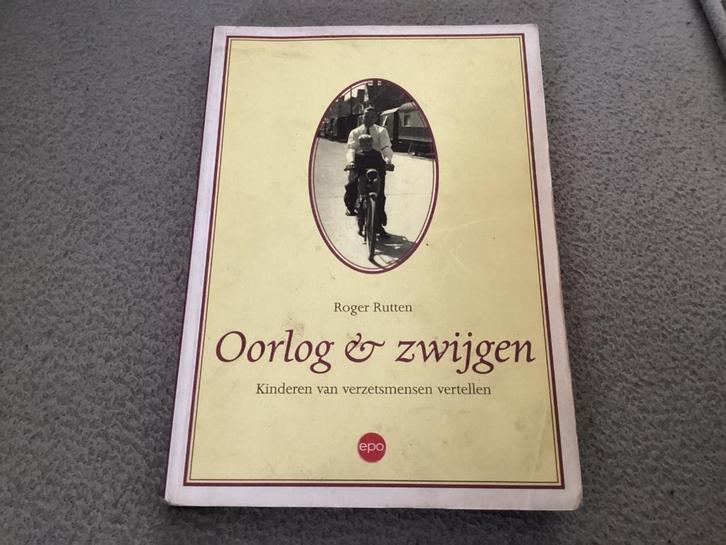 Roger Rutten
Oorlog & zwijgen
Kinderen van verzetsmensen vertellen
epo